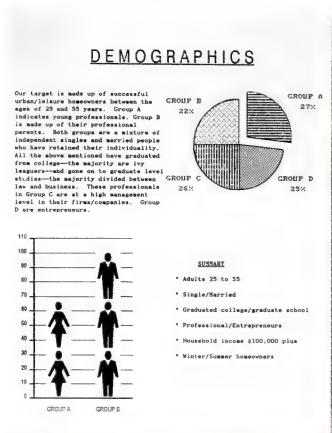 DEMOGRAPHICS
Our target is made up of successful
urban/leisure homeowners between the
ages of 25 and 55 years. Group A
indicates young professionals. Group B
is made up of their professional
parents. Both groups are a mixture of
independent singles and married people
who have retained their individuality.
All the above mentioned have graduated
from college--the majority are ivy
leaguers--and gone on to graduate level
studies--the majority divided between
law and business. These professionals
in Group C are at a high management
level in their firms/companies. Group
D are entrepreneurs.
GROUP B
22%
GROUP A
27%
GROUP C
26%
GROUP D
25%
110
100
90
80
70
60
50
40
30
20
10
0
GROUP A
GROUP B
SUMMARY
* Adults 25 to 55
* Single/Married
* Graduated college/graduate school
* Professional/Entrepreneurs
* Household income $100,000 plus
* Winter/Summer homeowners